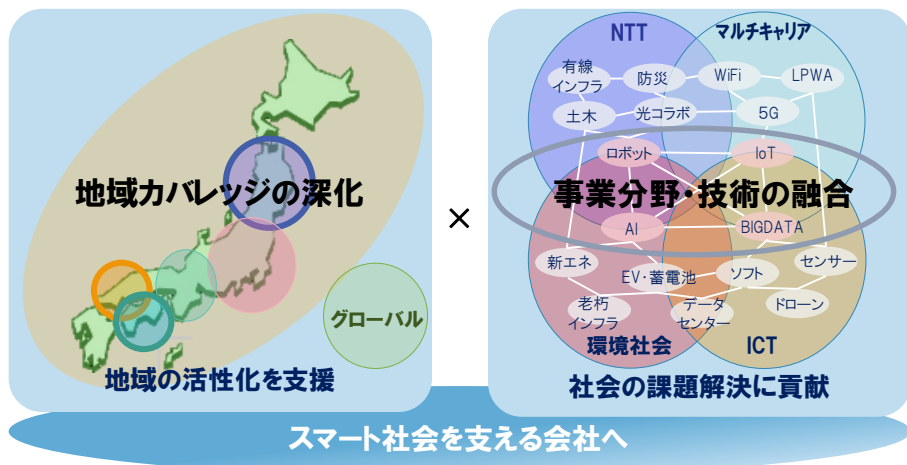 地域カバレッジの深化
グローバル
地域の活性化を支援
×
NTT
マルチキャリア
有線
インフラ
防災
WiFi
LPWA
土木
光コラボ
5G
ロボット
IoT
事業分野・技術の融合
AI
BIGDATA
新エネ
EV・蓄電池
ソフト
センサー
老朽
インフラ
データ
センター
ドローン
環境社会
ICT
社会の課題解決に貢献
スマート社会を支える会社へ